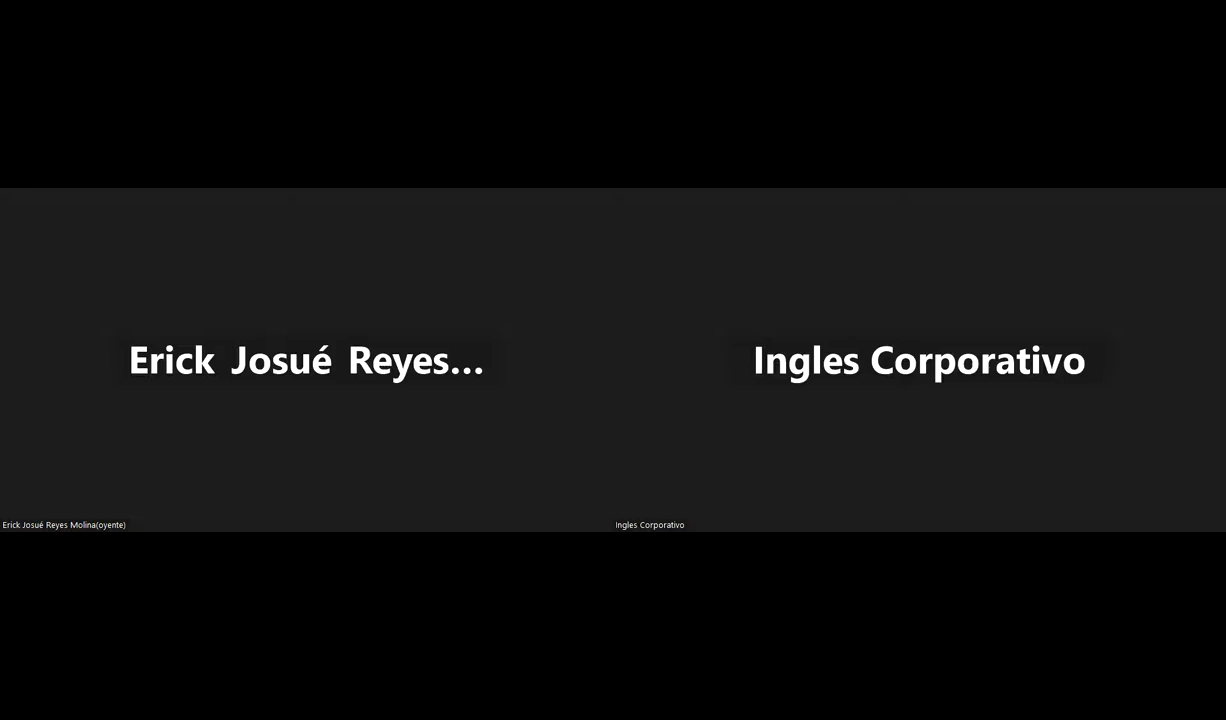 Erick Josué Reyes...
Ingles Corporativo
Erick Josué Reyes Molina(oyente)
Ingles Corporativo